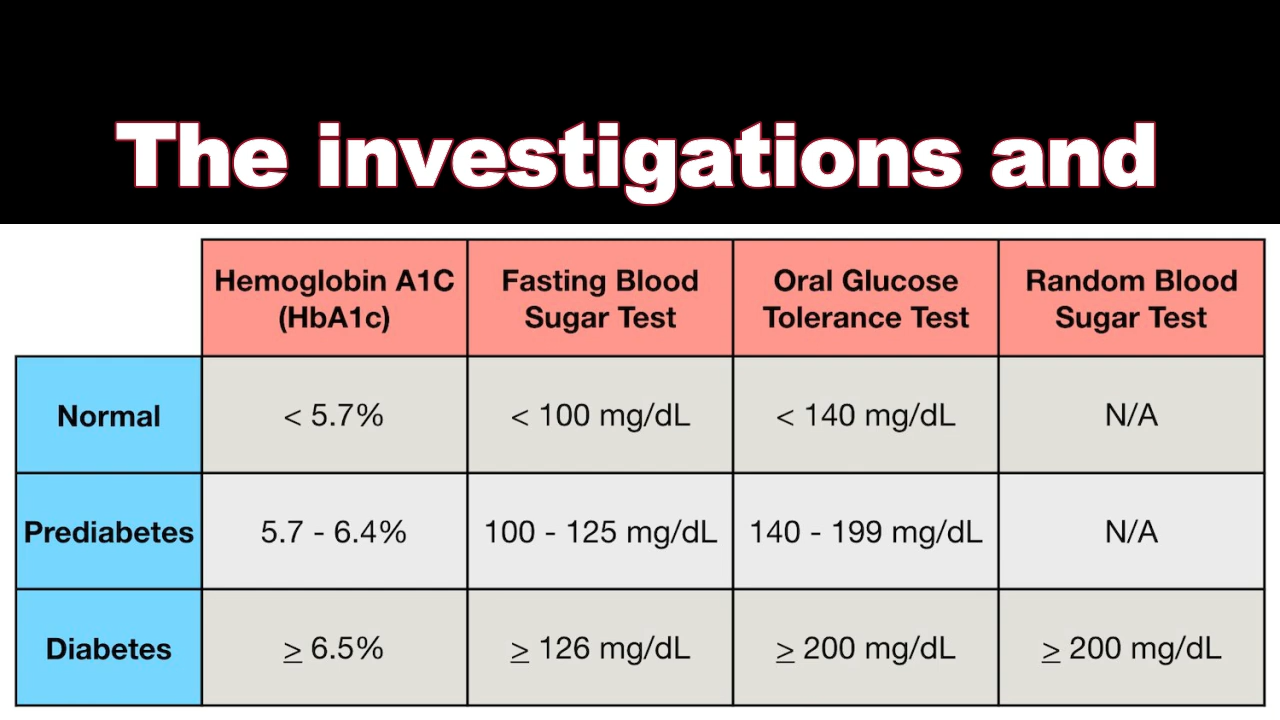 The investigations and
Hemoglobin A1C (HbA1c) Fasting Blood Sugar Test Oral Glucose Tolerance Test Random Blood Sugar Test
Normal < 5.7% < 100 mg/dL < 140 mg/dL N/A
Prediabetes 5.7 - 6.4% 100 - 125 mg/dL 140 - 199 mg/dL N/A
Diabetes ≥ 6.5% ≥ 126 mg/dL ≥ 200 mg/dL ≥ 200 mg/dL